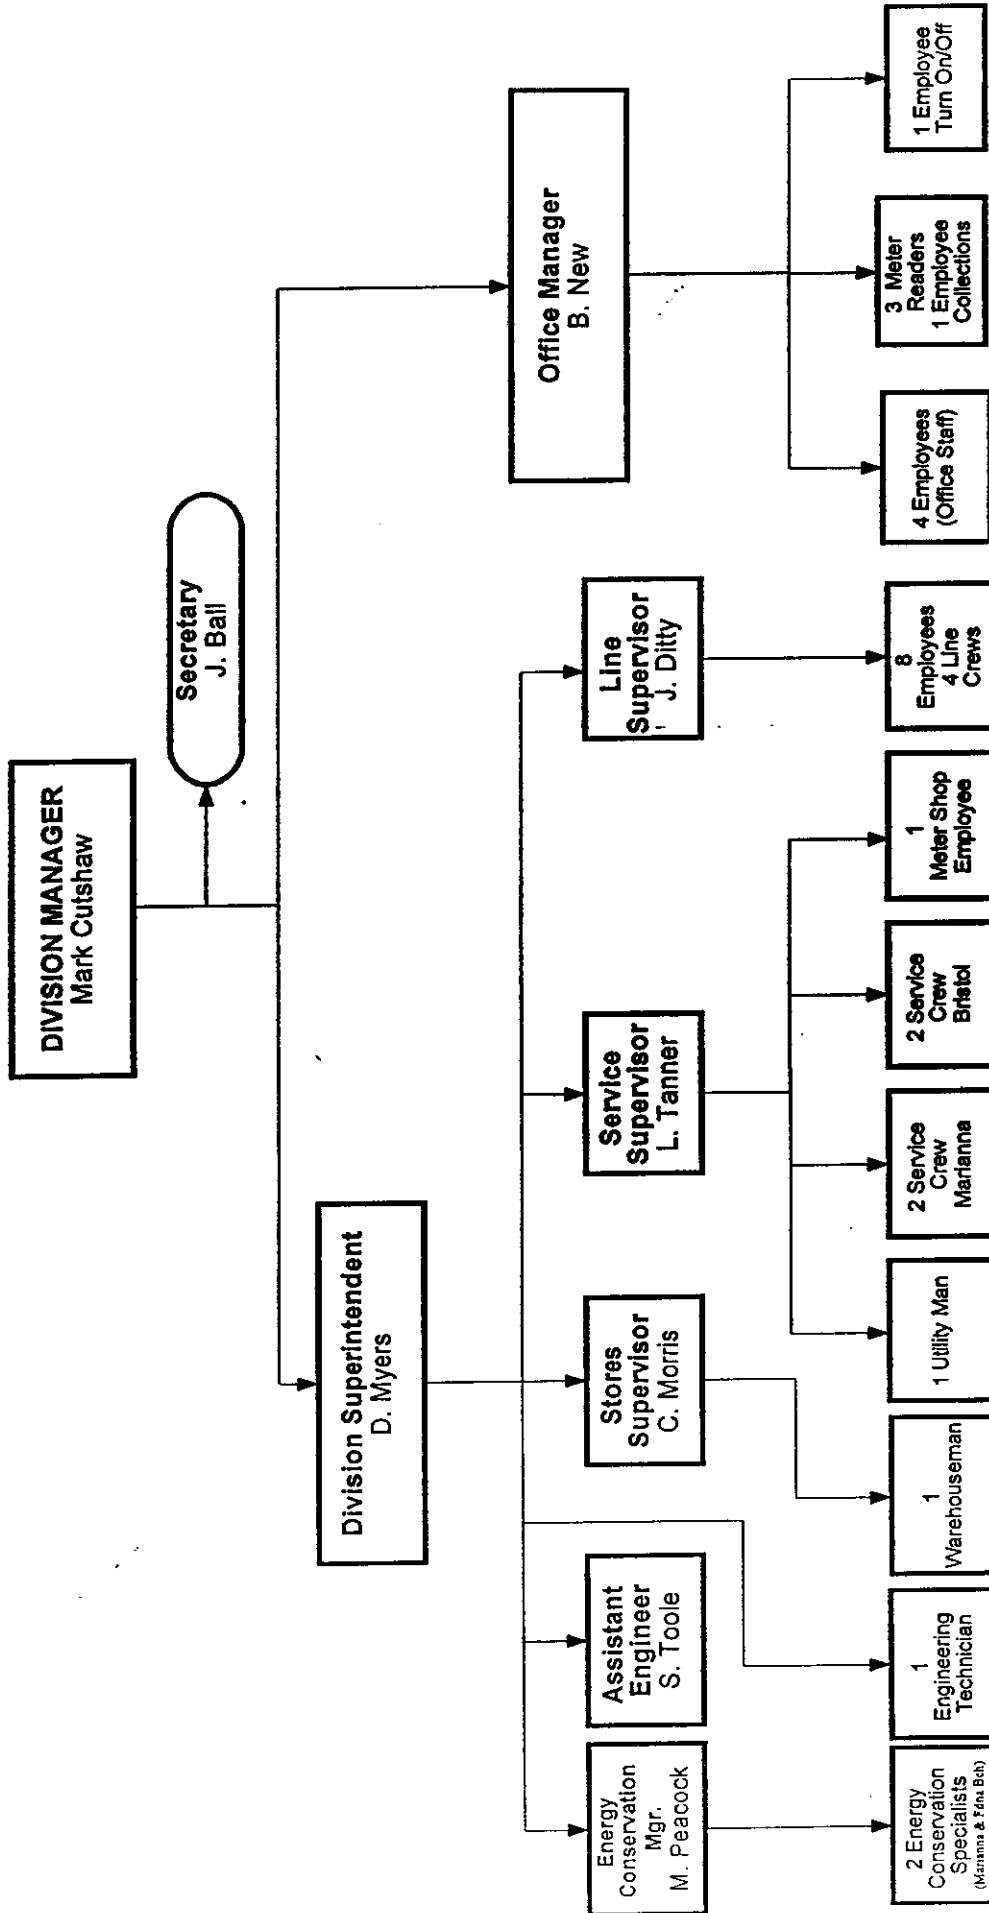 DIVISION MANAGER
Mark Cutshaw
Secretary
J. Ball
Division Superintendent
D. Myers
Office Manager
B. New
Energy
Conservation
Mgr.
M. Peacock
Assistant
Engineer
S. Toole
Stores
Supervisor
C. Morris
Service
Supervisor
L. Tanner
Line
Supervisor
J. Ditty
2 Energy
Conservation
Specialists
(Marianna & Fdna Bch)
1
Engineering
Technician
1
Warehouseman
1 Utility Man
2 Service
Crew
Marianna
2 Service
Crew
Bristol
1
Meter Shop
Employee
8
Employees
4 Line
Crews
4 Employees
(Office Staff)
3 Meter
Readers
1 Employee
Collections
1 Employee
Turn On/Off